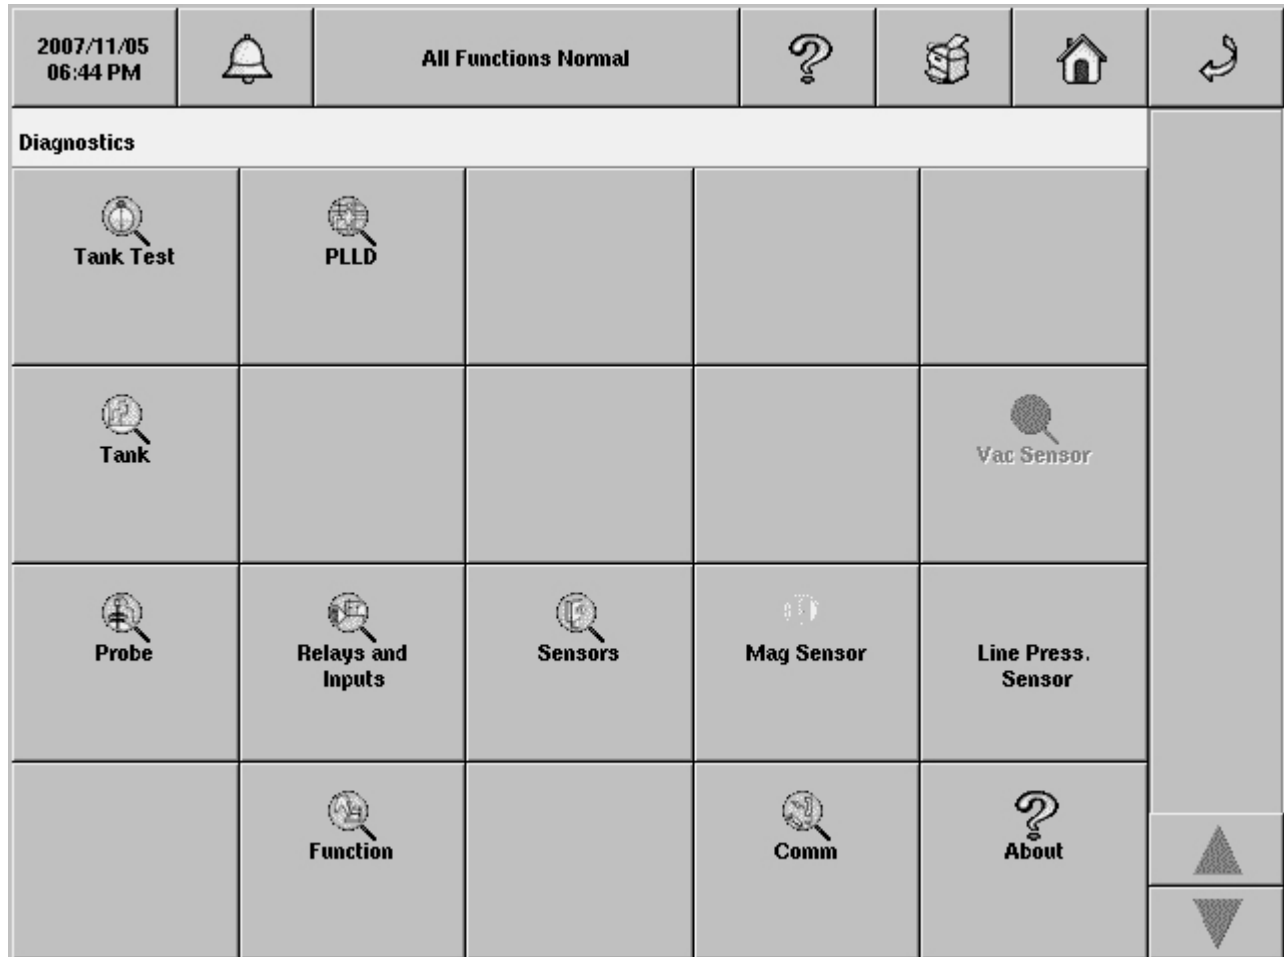 2007/11/05
06:44 PM
All Functions Normal
Diagnostics
Tank Test
PLLD
Tank
Vac Sensor
Probe
Relays and
Inputs
Sensors
Mag Sensor
Line Press.
Sensor
Function
Comm
About